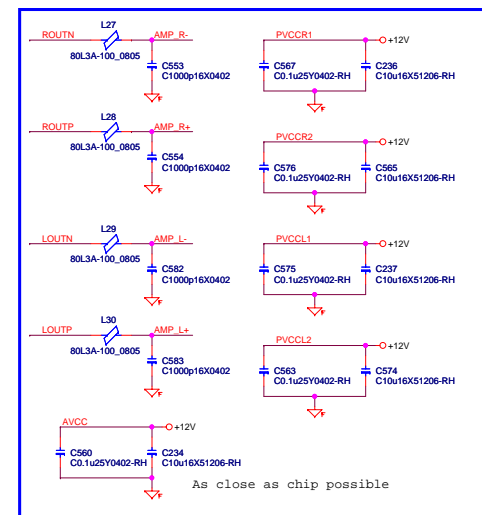 L27
ROUTN
AMP_R-
80L3A-100_0805
C553
C1000p16X0402
F
PVCCR1
+12V
C567
C0.1u25Y0402-RH
C236
C10u16X51206-RH
F
L28
ROUTP
AMP_R+
80L3A-100_0805
C554
C1000p16X0402
F
PVCCR2
+12V
C576
C0.1u25Y0402-RH
C565
C10u16X51206-RH
F
L29
LOUTN
AMP_L-
80L3A-100_0805
C582
C1000p16X0402
F
PVCCL1
+12V
C575
C0.1u25Y0402-RH
C237
C10u16X51206-RH
F
L30
LOUTP
AMP_L+
80L3A-100_0805
C583
C1000p16X0402
F
PVCCL2
+12V
C563
C0.1u25Y0402-RH
C574
C10u16X51206-RH
F
AVCC
+12V
C560
C0.1u25Y0402-RH
C234
C10u16X51206-RH
F
As close as chip possible